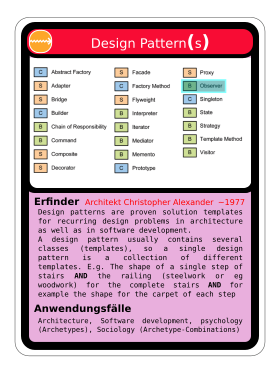 Design Pattern(s)
C Abstract Factory
S Adapter
S Bridge
C Builder
B Chain of Responsibility
B Command
S Composite
S Decorator
S Facade
C Factory Method
S Flyweight
B Interpreter
B Iterator
B Mediator
B Memento
C Prototype
S Proxy
B Observer
C Singleton
B State
B Strategy
B Template Method
B Visitor
Erfinder Architekt Christopher Alexander ~1977
Design patterns are proven solution templates
for recurring design problems in architecture
as well as in software development.
A design pattern usually contains several
classes (templates), so a single design
pattern is a collection of different
templates. E.g. The shape of a single step of
stairs AND the railing (steelwork or eg
woodwork) for the complete stairs AND for
example the shape for the carpet of each step
Anwendungsfälle
Architecture, Software development, psychology
(Archetypes), Sociology (Archetype-Combinations)